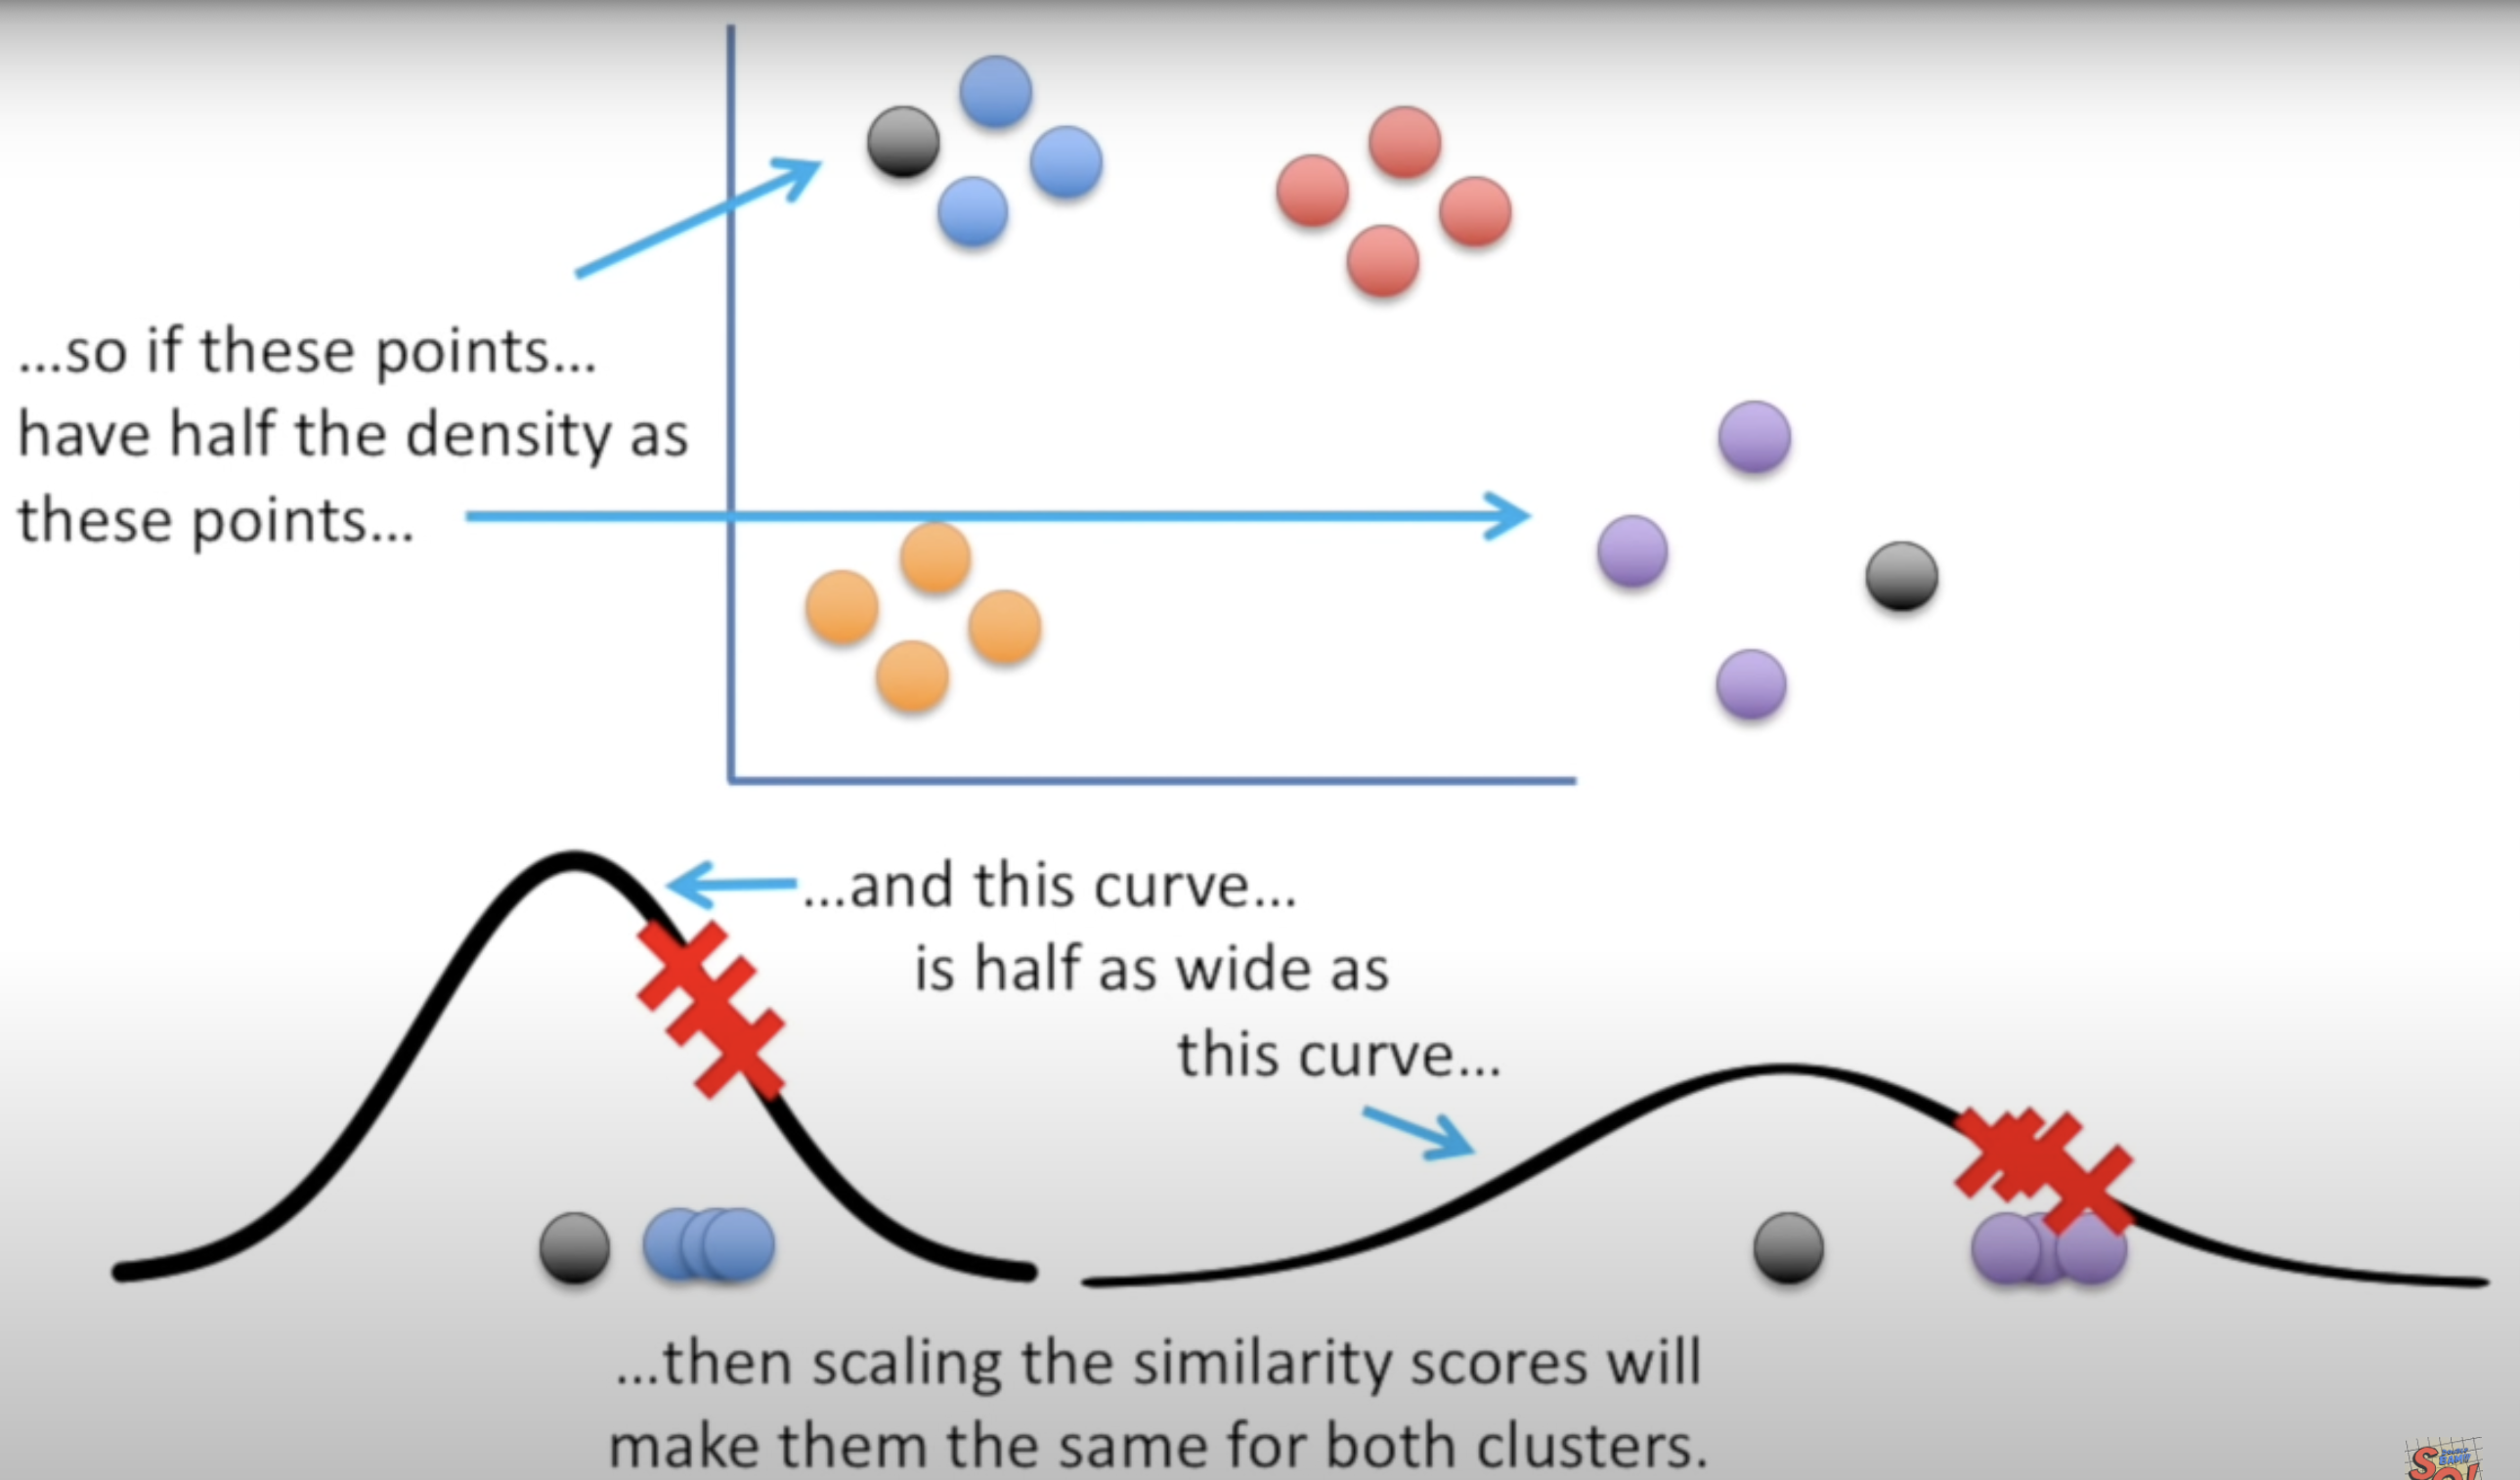 ...so if these points...
have half the density as
these points...
...and this curve...
is half as wide as
this curve...
...then scaling the similarity scores will
make them the same for both clusters.